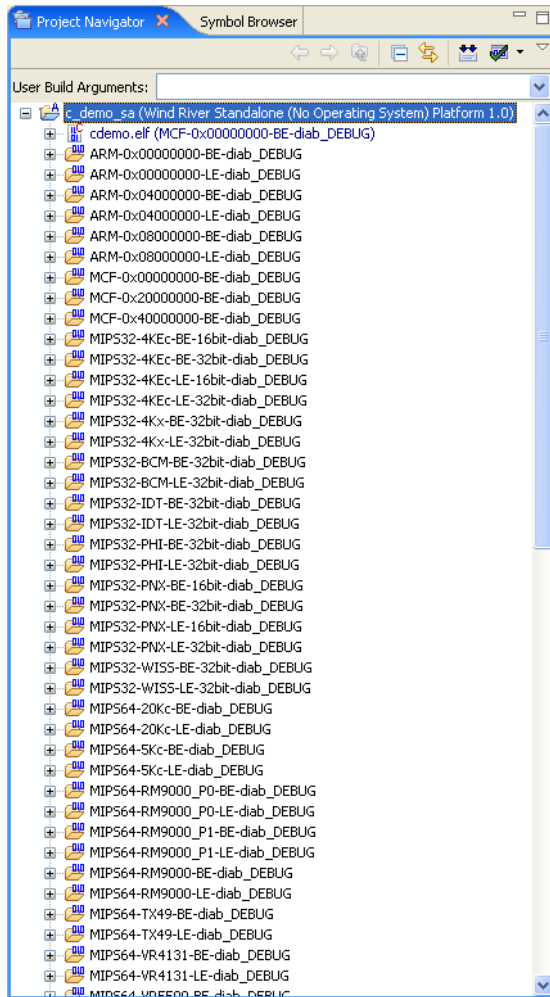 Project Navigator Symbol Browser
User Build Arguments:
c_demo_sa (Wind River Standalone (No Operating System) Platform 1.0)
cdemo.elf (MCF-0x00000000-BE-diab_DEBUG)
ARM-0x00000000-BE-diab_DEBUG
ARM-0x00000000-LE-diab_DEBUG
ARM-0x04000000-BE-diab_DEBUG
ARM-0x04000000-LE-diab_DEBUG
ARM-0x08000000-BE-diab_DEBUG
ARM-0x08000000-LE-diab_DEBUG
MCF-0x00000000-BE-diab_DEBUG
MCF-0x20000000-BE-diab_DEBUG
MCF-0x40000000-BE-diab_DEBUG
MIPS32-4KEc-BE-16bit-diab_DEBUG
MIPS32-4KEc-BE-32bit-diab_DEBUG
MIPS32-4KEc-LE-16bit-diab_DEBUG
MIPS32-4KEc-LE-32bit-diab_DEBUG
MIPS32-4Kx-BE-32bit-diab_DEBUG
MIPS32-4Kx-LE-32bit-diab_DEBUG
MIPS32-BCM-BE-32bit-diab_DEBUG
MIPS32-BCM-LE-32bit-diab_DEBUG
MIPS32-IDT-BE-32bit-diab_DEBUG
MIPS32-IDT-LE-32bit-diab_DEBUG
MIPS32-PHI-BE-32bit-diab_DEBUG
MIPS32-PHI-LE-32bit-diab_DEBUG
MIPS32-PNX-BE-16bit-diab_DEBUG
MIPS32-PNX-BE-32bit-diab_DEBUG
MIPS32-PNX-LE-16bit-diab_DEBUG
MIPS32-PNX-LE-32bit-diab_DEBUG
MIPS32-WISS-BE-32bit-diab_DEBUG
MIPS32-WISS-LE-32bit-diab_DEBUG
MIPS64-20Kc-BE-diab_DEBUG
MIPS64-20Kc-LE-diab_DEBUG
MIPS64-5Kc-BE-diab_DEBUG
MIPS64-5Kc-LE-diab_DEBUG
MIPS64-RM9000_P0-BE-diab_DEBUG
MIPS64-RM9000_P0-LE-diab_DEBUG
MIPS64-RM9000_P1-BE-diab_DEBUG
MIPS64-RM9000_P1-LE-diab_DEBUG
MIPS64-RM9000-BE-diab_DEBUG
MIPS64-RM9000-LE-diab_DEBUG
MIPS64-TX49-BE-diab_DEBUG
MIPS64-TX49-LE-diab_DEBUG
MIPS64-VR4131-BE-diab_DEBUG
MIPS64-VR4131-LE-diab_DEBUG